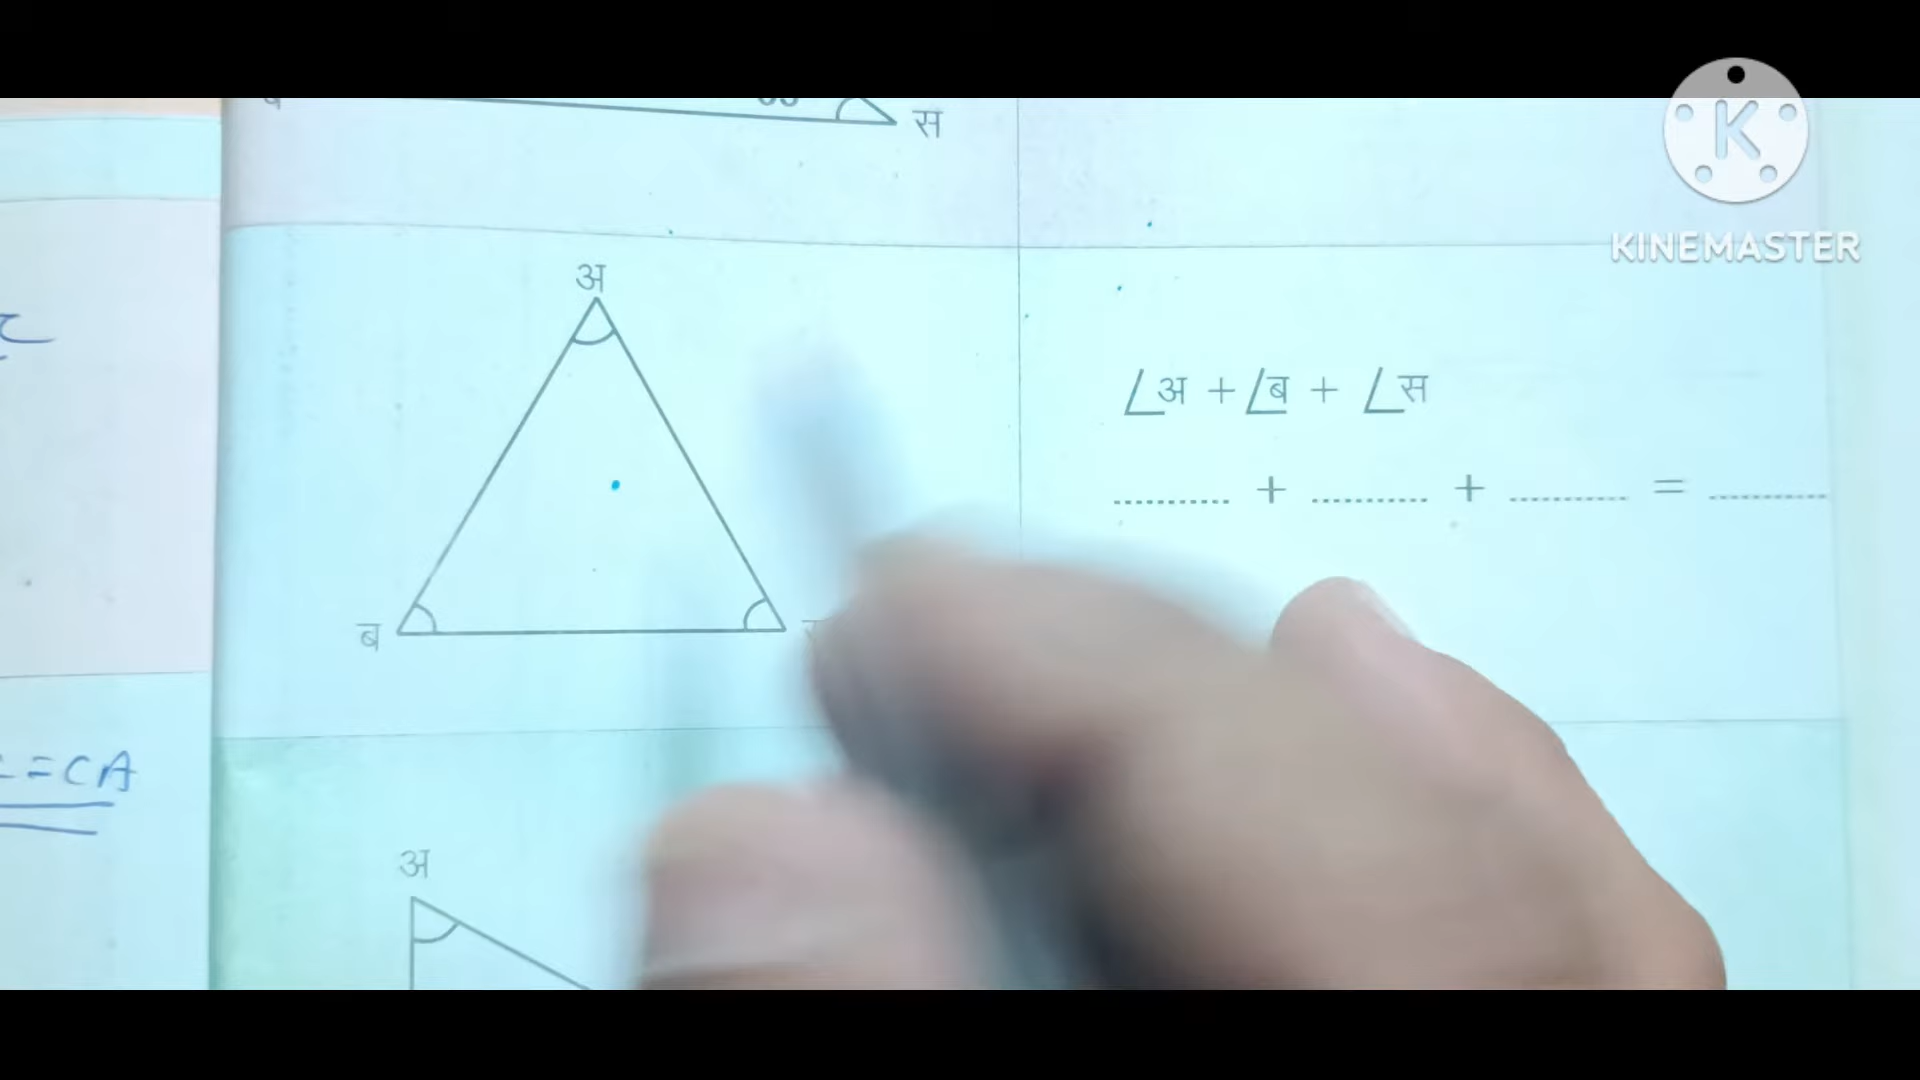 स
KINEMASTER
अ
∠अ + ∠ब + ∠स
............ + ............ + ............ = ............
ब
= CA
अ